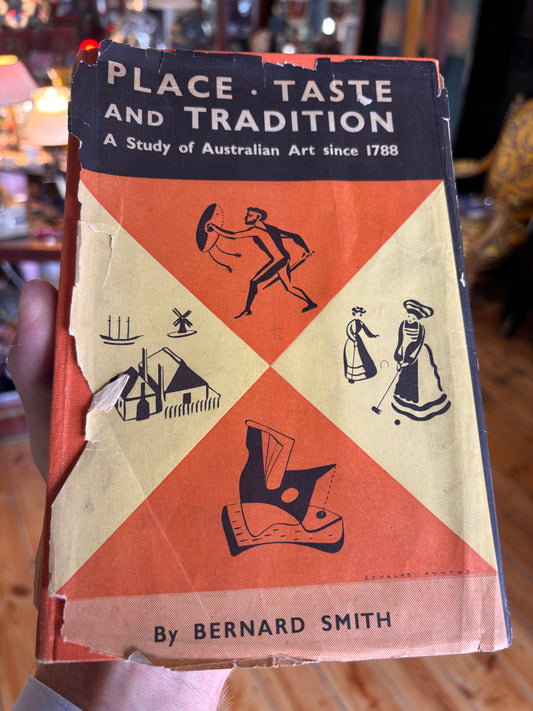 PLACE · TASTE
AND TRADITION
A Study of Australian Art since 1788
DOUGLAS ANNAND
By BERNARD SMITH